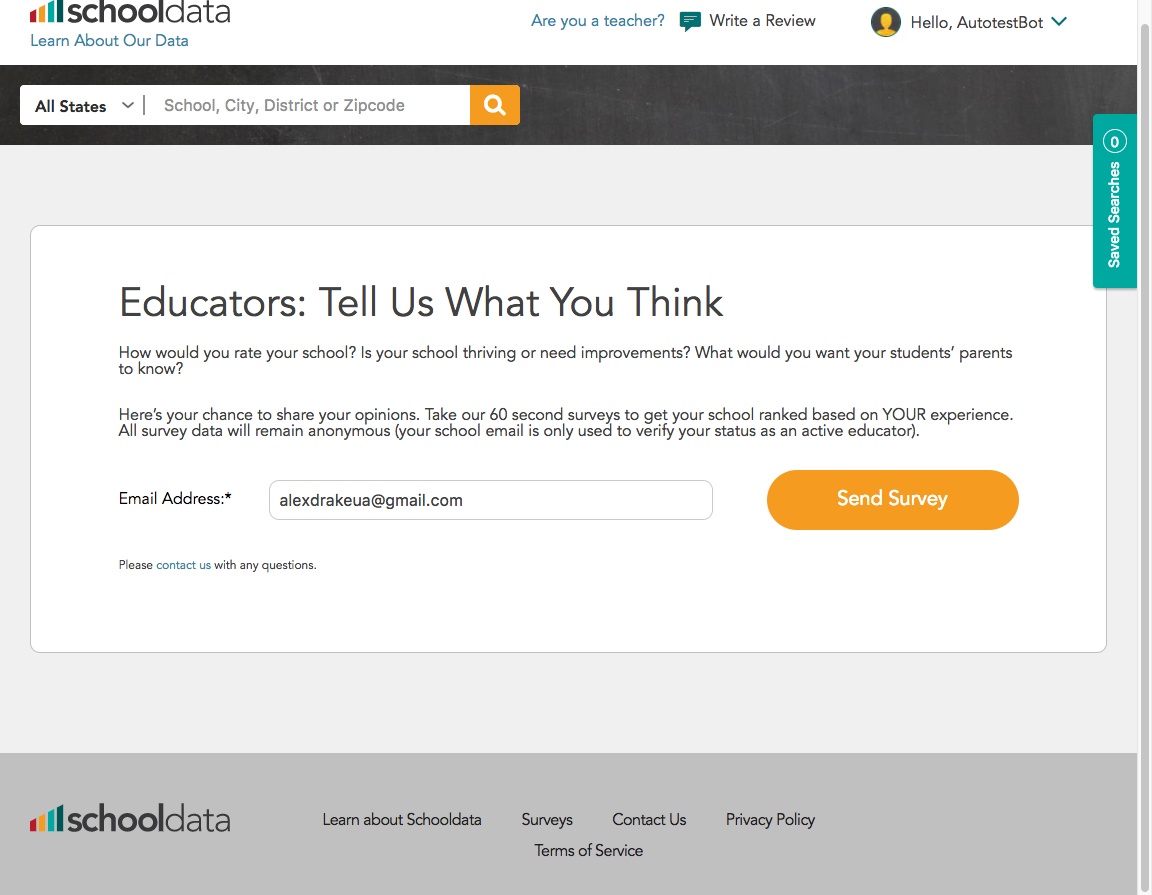 schooldata
Learn About Our Data
Are you a teacher?
Write a Review
Hello, AutotestBot
All States
School, City, District or Zipcode
0
Saved Searches
Educators: Tell Us What You Think
How would you rate your school? Is your school thriving or need improvements? What would you want your students’ parents
to know?
Here’s your chance to share your opinions. Take our 60 second surveys to get your school ranked based on YOUR experience.
All survey data will remain anonymous (your school email is only used to verify your status as an active educator).
Email Address:*
alexdrakeua@gmail.com
Send Survey
Please contact us with any questions.
schooldata
Learn about Schooldata
Surveys
Contact Us
Privacy Policy
Terms of Service